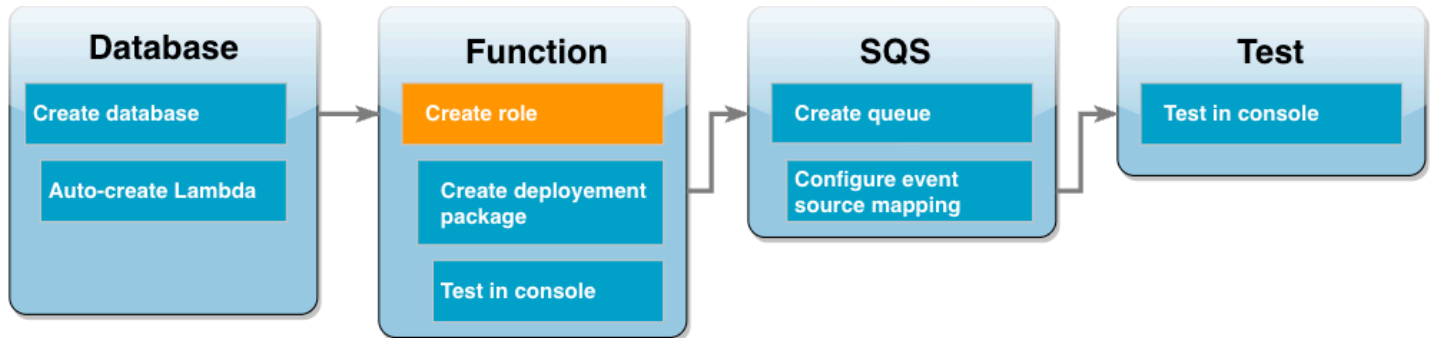 Database
Create database
Auto-create Lambda
Function
Create role
Create deployement
package
Test in console
SQS
Create queue
Configure event
source mapping
Test
Test in console